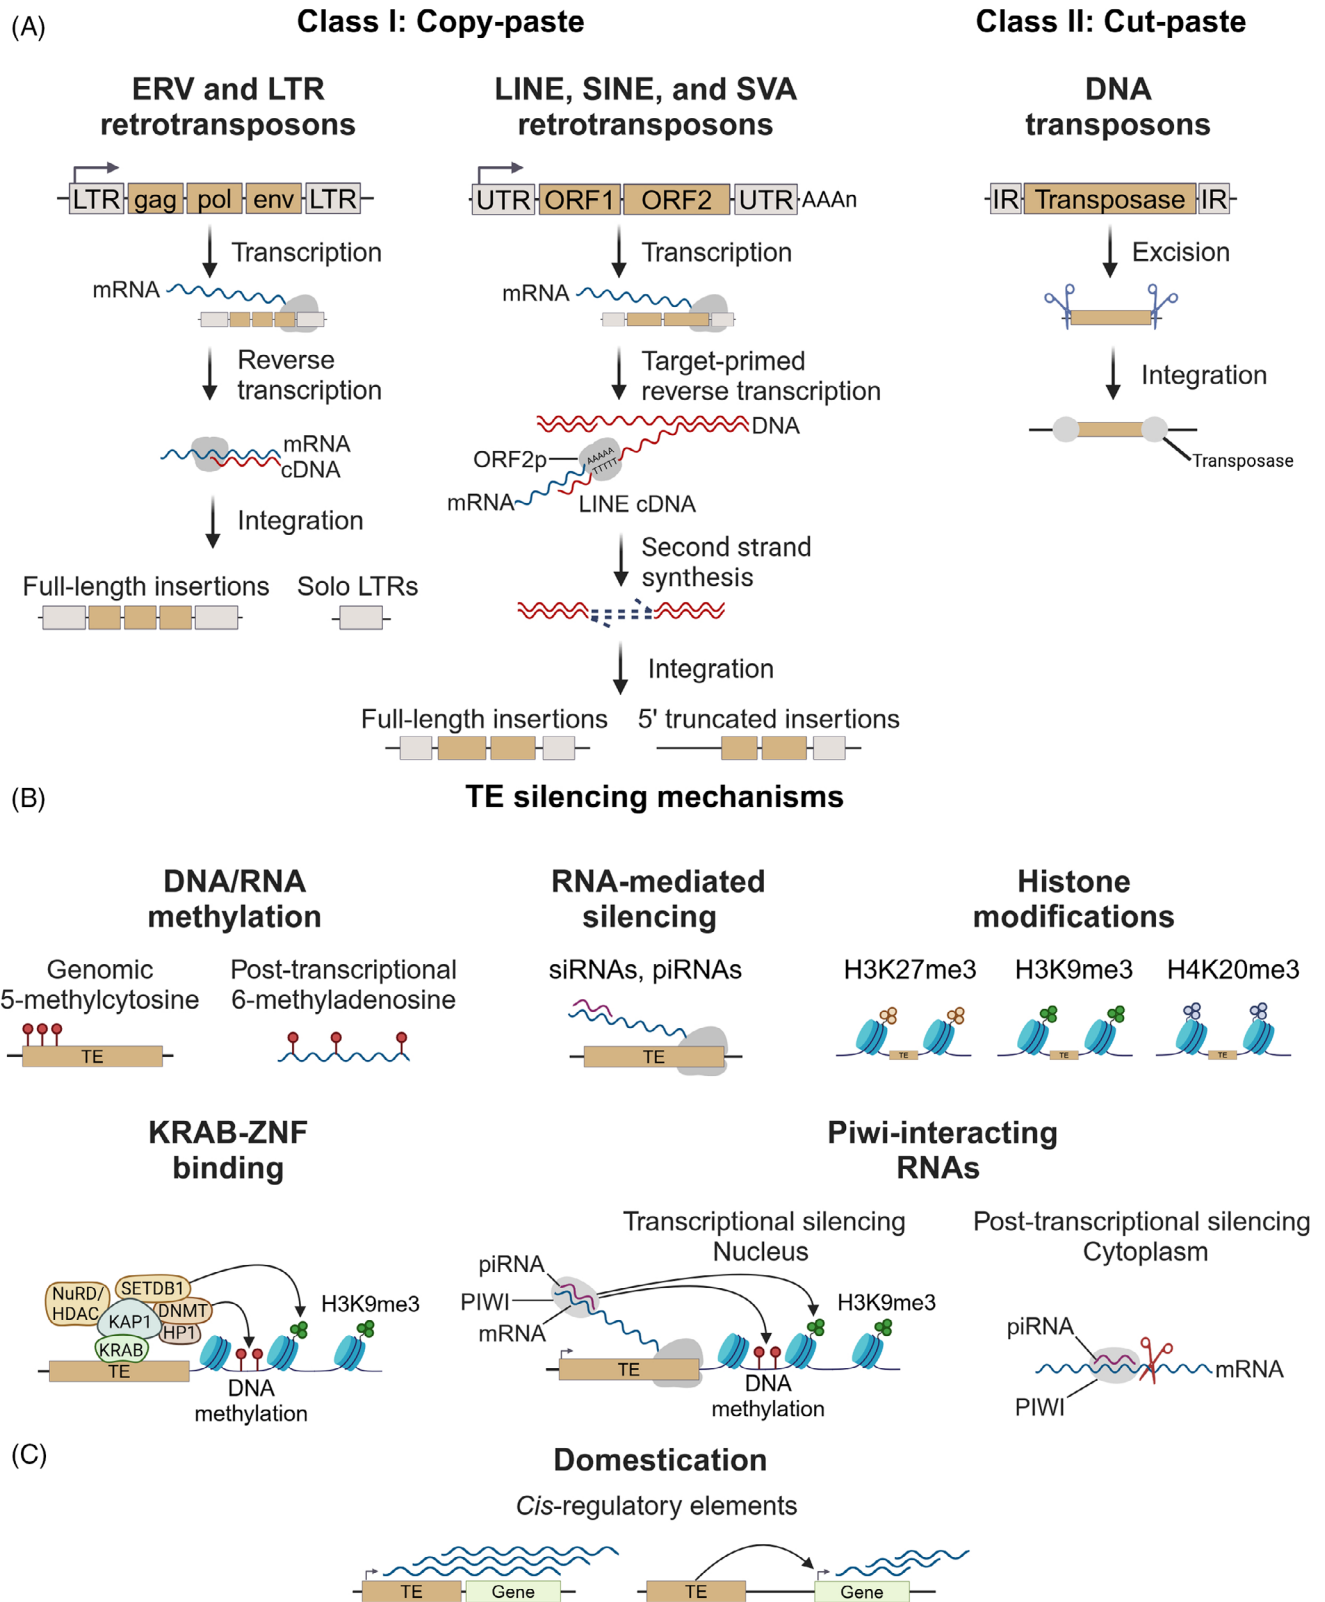 (A)
Class I: Copy-paste
Class II: Cut-paste
ERV and LTR
retrotransposons
LINE, SINE, and SVA
retrotransposons
DNA
transposons
LTR gag pol env LTR
UTR ORF1 ORF2 UTR AAAn
IR Transposase IR
Transcription
Transcription
Excision
mRNA
mRNA
Reverse
transcription
Target-primed
reverse transcription
Integration
mRNA
cDNA
DNA
ORF2p
AAAAA
TTTTT
mRNA
LINE cDNA
Transposase
Integration
Second strand
synthesis
Full-length insertions
Solo LTRs
Integration
Full-length insertions
5' truncated insertions
(B)
TE silencing mechanisms
DNA/RNA
methylation
RNA-mediated
silencing
Histone
modifications
Genomic
5-methylcytosine
Post-transcriptional
6-methyladenosine
siRNAs, piRNAs
H3K27me3
H3K9me3
H4K20me3
TE
TE
TE
TE
TE
KRAB-ZNF
binding
Piwi-interacting
RNAs
Transcriptional silencing
Nucleus
Post-transcriptional silencing
Cytoplasm
NuRD/
HDAC
SETDB1
DNMT
KAP1
HP1
KRAB
TE
H3K9me3
DNA
methylation
piRNA
PIWI
mRNA
TE
H3K9me3
DNA
methylation
piRNA
mRNA
PIWI
(C)
Domestication
Cis-regulatory elements
TE
Gene
TE
Gene